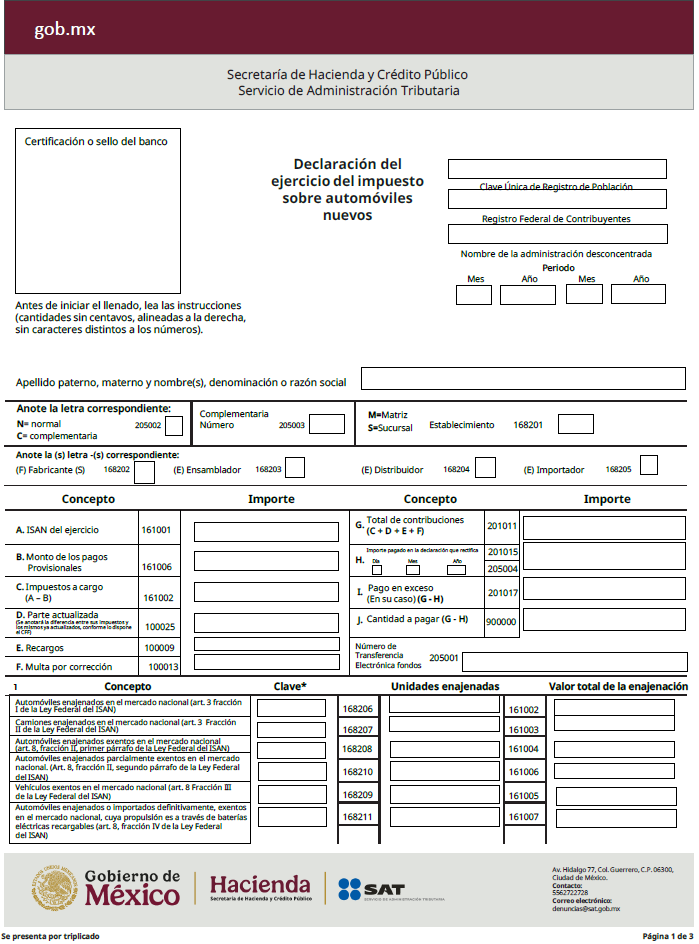 gob.mx
Secretaría de Hacienda y Crédito Público
Servicio de Administración Tributaria
Certificación o sello del banco
Declaración del
ejercicio del impuesto
sobre automóviles
nuevos
Clave Única de Registro de Población
Registro Federal de Contribuyentes
Nombre de la administración desconcentrada
Periodo
Mes Año Mes Año
Antes de iniciar el llenado, lea las instrucciones
(cantidades sin centavos, alineadas a la derecha,
sin caracteres distintos a los números).
Apellido paterno, materno y nombre(s), denominación o razón social
Anote la letra correspondiente:
N= normal
C= complementaria
205002
Complementaria
Número 205003
M=Matriz
S=Sucursal
Establecimiento 168201
Anote la (s) letra -(s) correspondiente:
(F) Fabricante (S) 168202 (E) Ensamblador 168203 (E) Distribuidor 168204 (E) Importador 168205
Concepto Importe Concepto Importe
A. ISAN del ejercicio 161001
B. Monto de los pagos
Provisionales 161006
C. Impuestos a cargo
(A – B) 161002
D. Parte actualizada
(Se anotará la diferencia entre sus impuestos y
los mismos ya actualizados, conforme lo dispone
el CFF) 100025
E. Recargos 100009
F. Multa por corrección 100013
G. Total de contribuciones
(C + D + E + F) 201011
H. Importe pagado en la declaración que rectifica 201015
Día Mes Año 205004
I. Pago en exceso
(En su caso) (G - H) 201017
J. Cantidad a pagar (G - H) 900000
Número de
Transferencia
Electrónica fondos 205001
1 Concepto Clave* Unidades enajenadas Valor total de la enajenación
Automóviles enajenados en el mercado nacional (art. 3 fracción
I de la Ley Federal del ISAN) 168206 161002
Camiones enajenados en el mercado nacional (art. 3 Fracción
II de la Ley Federal del ISAN) 168207 161003
Automóviles enajenados exentos en el mercado nacional
(art. 8, fracción II, primer párrafo de la Ley Federal del ISAN) 168208 161004
Automóviles enajenados parcialmente exentos en el mercado
nacional. (Art. 8, fracción II, segundo párrafo de la Ley Federal
del ISAN) 168210 161006
Vehículos exentos en el mercado nacional (art. 8 Fracción III
de la Ley Federal del ISAN) 168209 161005
Automóviles enajenados o importados definitivamente, exentos
en el mercado nacional, cuya propulsión es a través de baterías
eléctricas recargables (art. 8, fracción IV de la Ley Federal
del ISAN) 168211 161007
Gobierno de
México
Hacienda
Secretaría de Hacienda y Crédito Público
SAT
SERVICIO DE ADMINISTRACIÓN TRIBUTARIA
Av. Hidalgo 77, Col. Guerrero, C.P. 06300,
Ciudad de México.
Contacto:
5562722728
Correo electrónico:
denuncias@sat.gob.mx
Se presenta por triplicado Página 1 de 3